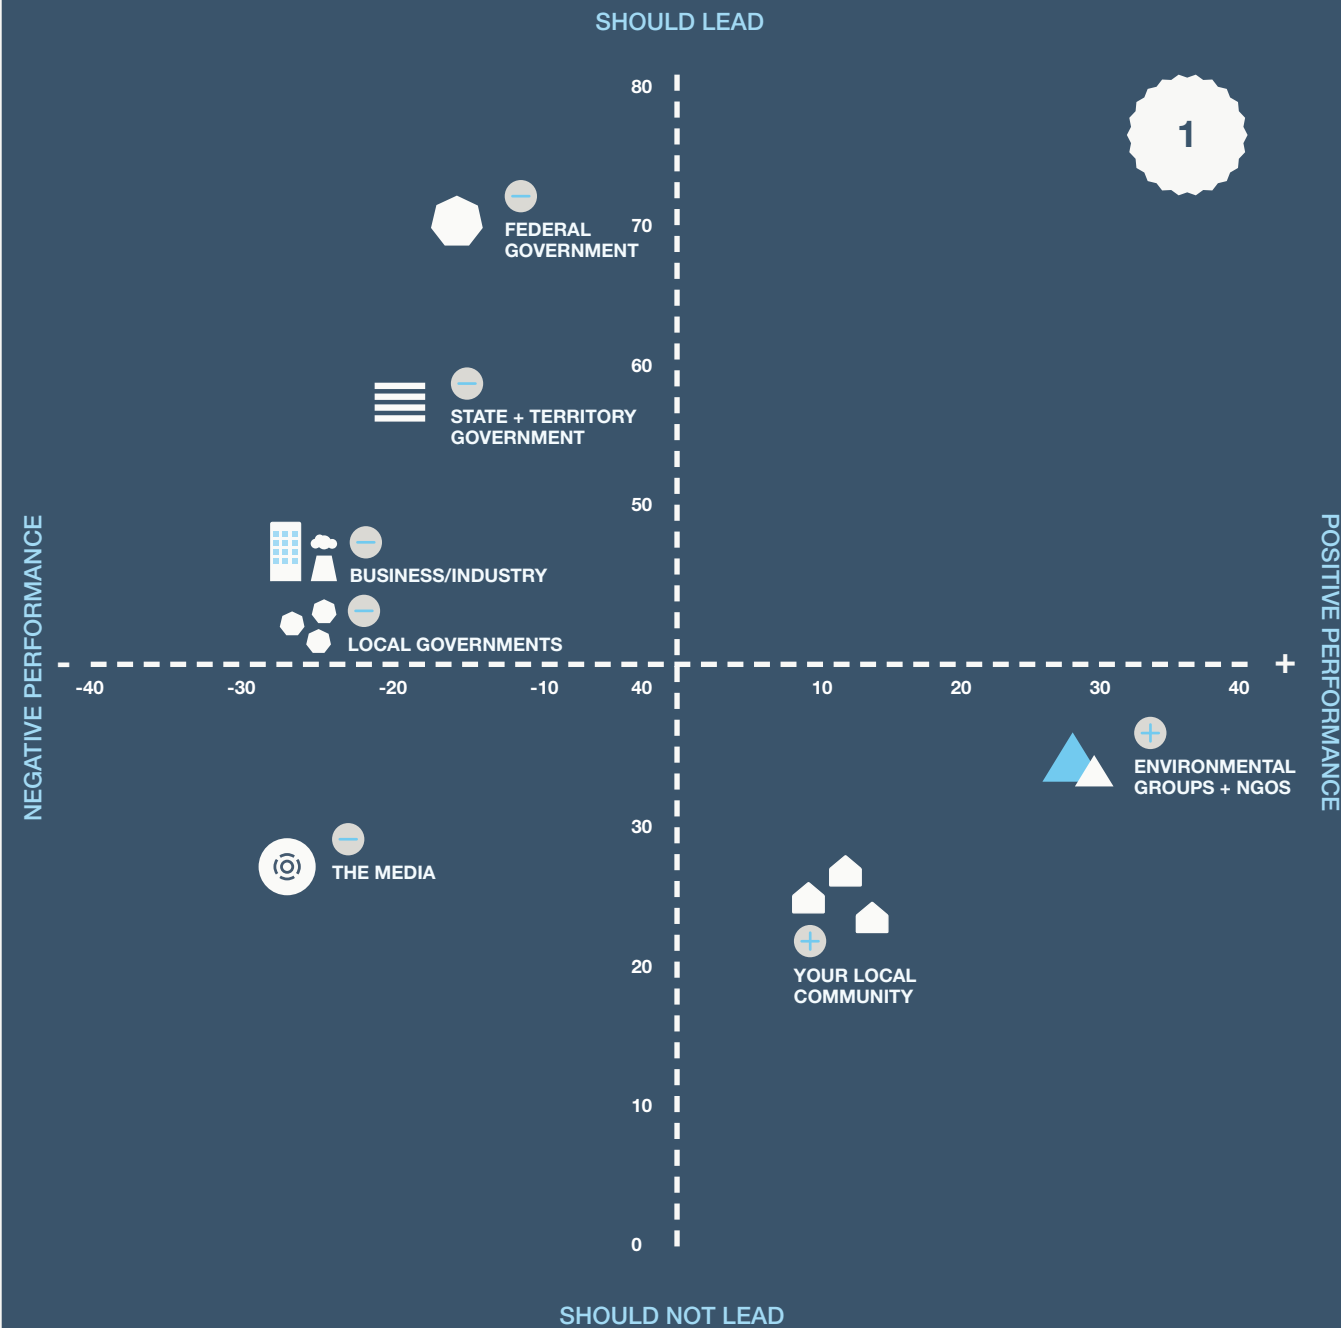 SHOULD LEAD
80
1
FEDERAL
GOVERNMENT
70
60
STATE + TERRITORY
GOVERNMENT
50
BUSINESS/INDUSTRY
LOCAL GOVERNMENTS
NEGATIVE PERFORMANCE
POSITIVE PERFORMANCE
- +
-40 -30 -20 -10 40 10 20 30 40
ENVIRONMENTAL
GROUPS + NGOS
30
THE MEDIA
20
YOUR LOCAL
COMMUNITY
10
0
SHOULD NOT LEAD